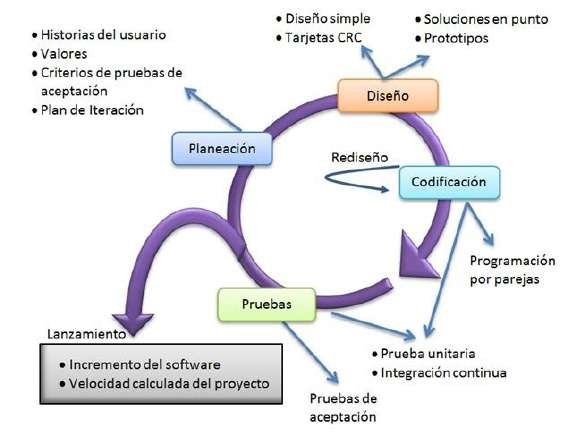 • Historias del usuario
• Valores
• Criterios de pruebas de
aceptación
• Plan de Iteración
• Diseño simple
• Tarjetas CRC
• Soluciones en punto
• Prototipos
Diseño
Planeación
Rediseño
Codificación
Programación
por parejas
Pruebas
Lanzamiento
• Incremento del software
• Velocidad calculada del proyecto
• Prueba unitaria
• Integración continua
Pruebas de
aceptación